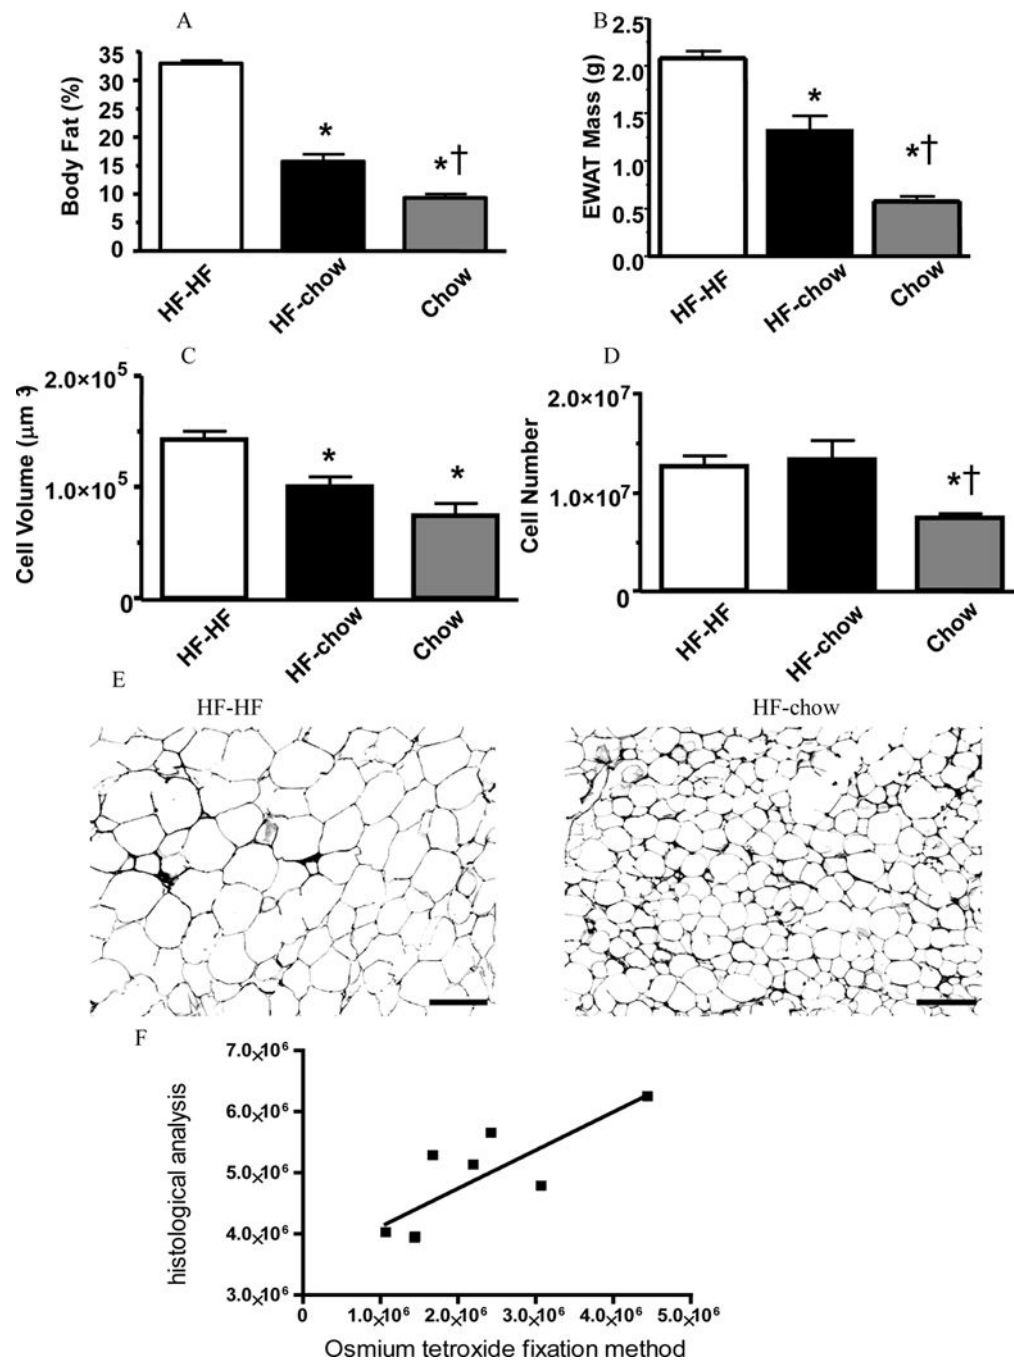 A
Body Fat (%)
35
30
25
20
15
10
5
0
*
*†
HF-HF
HF-chow
Chow
B
EWAT Mass (g)
2.5
2.0
1.5
1.0
0.5
0.0
*
*†
HF-HF
HF-chow
Chow
C
Cell Volume (μm 3)
2.0×10⁵
1.0×10⁵
0
*
*
HF-HF
HF-chow
Chow
D
Cell Number
2.0×10⁷
1.0×10⁷
0
*†
HF-HF
HF-chow
Chow
E
HF-HF
HF-chow
F
histological analysis
7.0×10⁶
6.0×10⁶
5.0×10⁶
4.0×10⁶
3.0×10⁶
0
1.0×10⁶
2.0×10⁶
3.0×10⁶
4.0×10⁶
5.0×10⁶
Osmium tetroxide fixation method